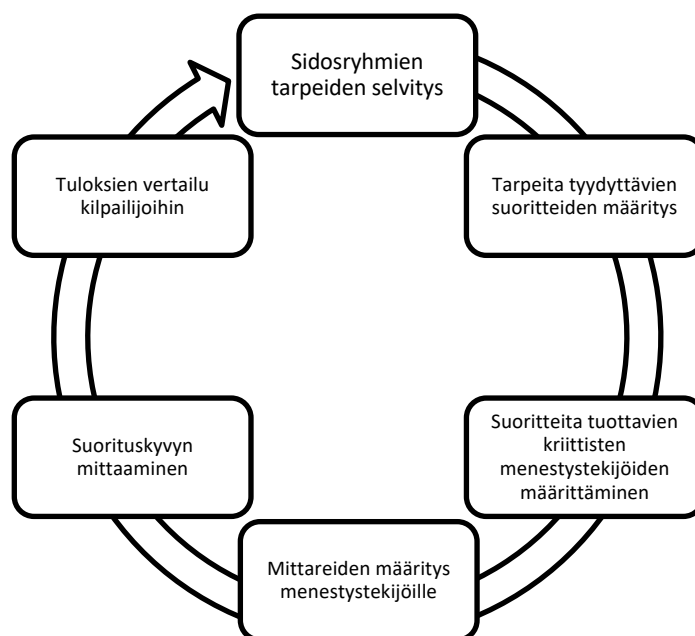 Sidosryhmien
tarpeiden selvitys
Tarpeita tyydyttävien
suoritteiden määritys
Suoritteita tuottavien
kriittisten
menestystekijöiden
määrittäminen
Mittareiden määritys
menestystekijöille
Suorituskyvyn
mittaaminen
Tuloksien vertailu
kilpailijoihin